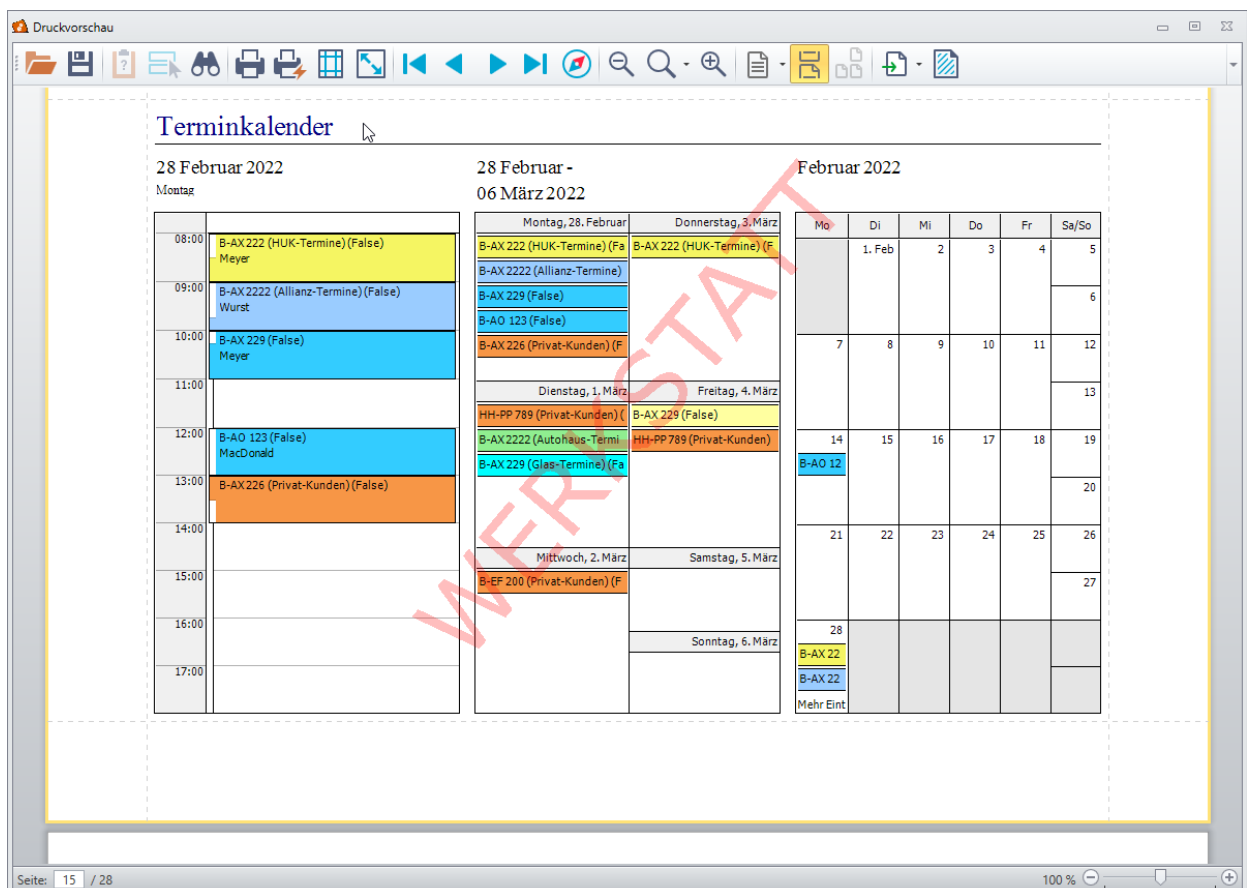 Druckvorschau
Terminkalender
28 Februar 2022
Montag
08:00
B-AX 222 (HUK-Termine) (False)
Meyer
09:00
B-AX 2222 (Allianz-Termine) (False)
Wurst
10:00
B-AX 229 (False)
Meyer
11:00
12:00
B-AO 123 (False)
MacDonald
13:00
B-AX 226 (Privat-Kunden) (False)
14:00
15:00
16:00
17:00
28 Februar -
06 März 2022
Montag, 28. Februar
B-AX 222 (HUK-Termine) (Fa
B-AX 2222 (Allianz-Termine)
B-AX 229 (False)
B-AO 123 (False)
B-AX 226 (Privat-Kunden) (F
Dienstag, 1. März
HH-PP 789 (Privat-Kunden) (
B-AX 2222 (Autohaus-Termi
B-AX 229 (Glas-Termine) (Fa
Mittwoch, 2. März
B-EF 200 (Privat-Kunden) (F
Donnerstag, 3. März
B-AX 222 (HUK-Termine) (F
Freitag, 4. März
B-AX 229 (False)
HH-PP 789 (Privat-Kunden)
Samstag, 5. März
Sonntag, 6. März
Februar 2022
Mo Di Mi Do Fr Sa/So
1. Feb 2 3 4 5
6
7 8 9 10 11 12
13
14 15 16 17 18 19
B-AO 12
20
21 22 23 24 25 26
27
28
B-AX 22
B-AX 22
Mehr Eint
WERKSTATT
Seite: 15 / 28
100 %